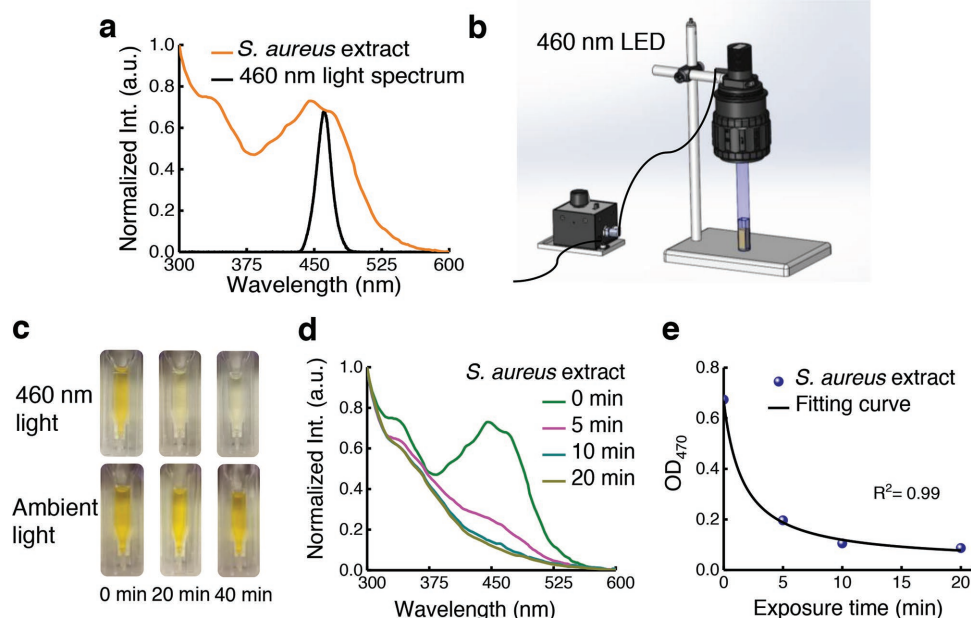 a
Normalized Int. (a.u.)
1.0
0.8
0.6
0.4
0.2
0.0
S. aureus extract
460 nm light spectrum
300 375 450 525 600
Wavelength (nm)
b
460 nm LED
c
460 nm
light
Ambient
light
0 min 20 min 40 min
d
Normalized Int. (a.u.)
1.0
0.8
0.6
0.4
0.2
0.0
S. aureus extract
0 min
5 min
10 min
20 min
300 375 450 525 600
Wavelength (nm)
e
OD470
0.8
0.6
0.4
0.2
0.0
S. aureus extract
Fitting curve
R2= 0.99
0 5 10 15 20
Exposure time (min)